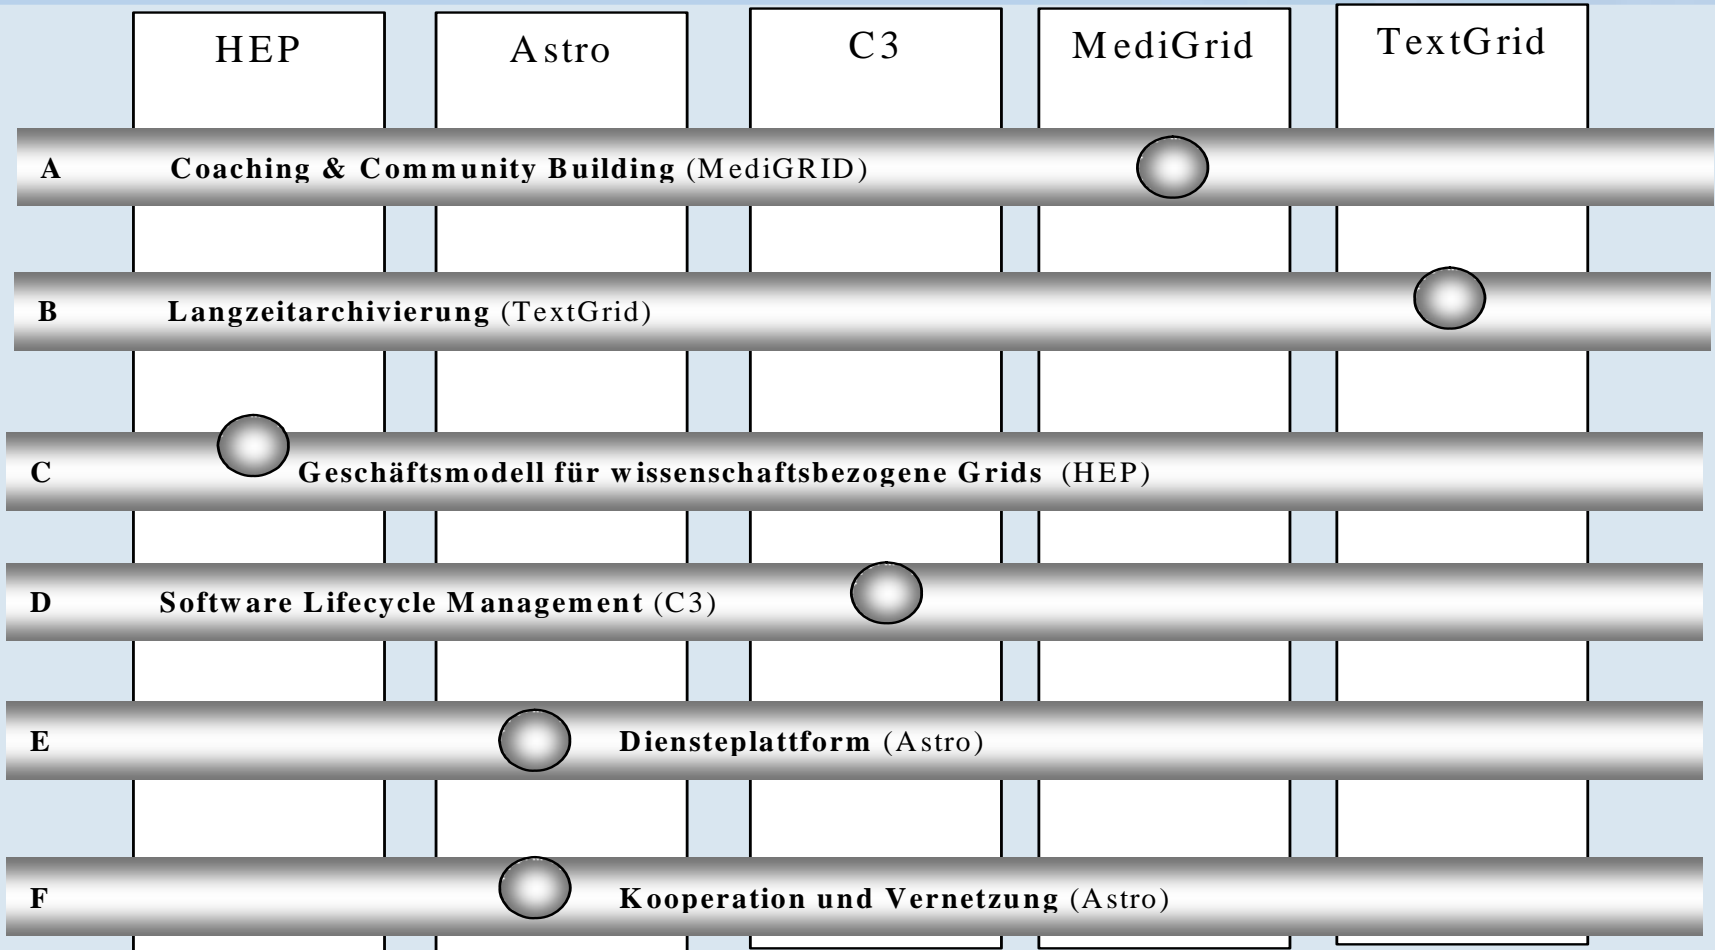 HEP Astro C3 MediGrid TextGrid
A Coaching & Community Building (MediGRID)
B Langzeitarchivierung (TextGrid)
C Geschäftsmodell für wissenschaftsbezogene Grids (HEP)
D Software Lifecycle Management (C3)
E Diensteplattform (Astro)
F Kooperation und Vernetzung (Astro)